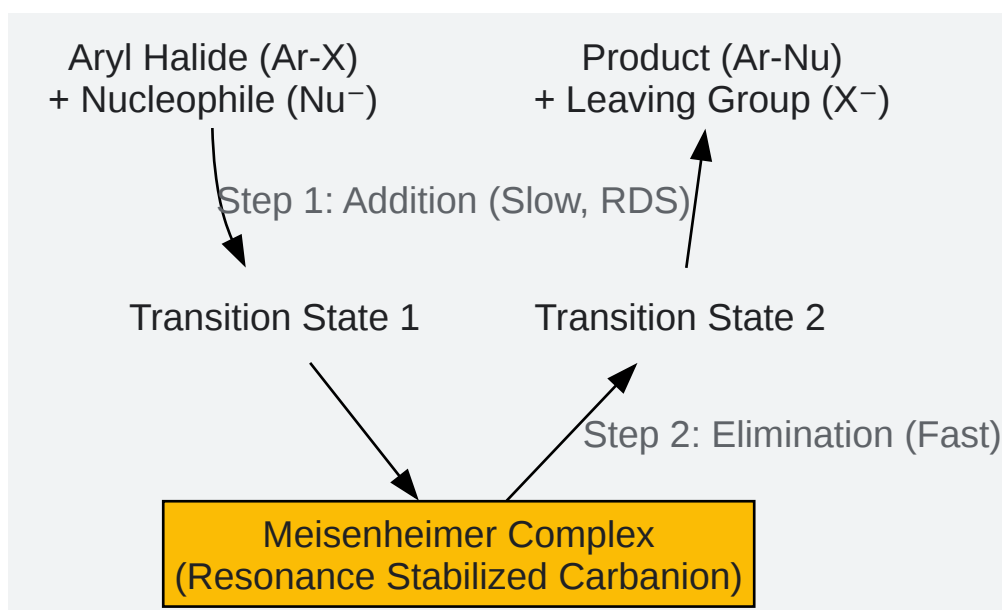 Aryl Halide (Ar-X)
+ Nucleophile (Nu⁻)
Product (Ar-Nu)
+ Leaving Group (X⁻)
Step 1: Addition (Slow, RDS)
Transition State 1
Transition State 2
Step 2: Elimination (Fast)
Meisenheimer Complex
(Resonance Stabilized Carbanion)